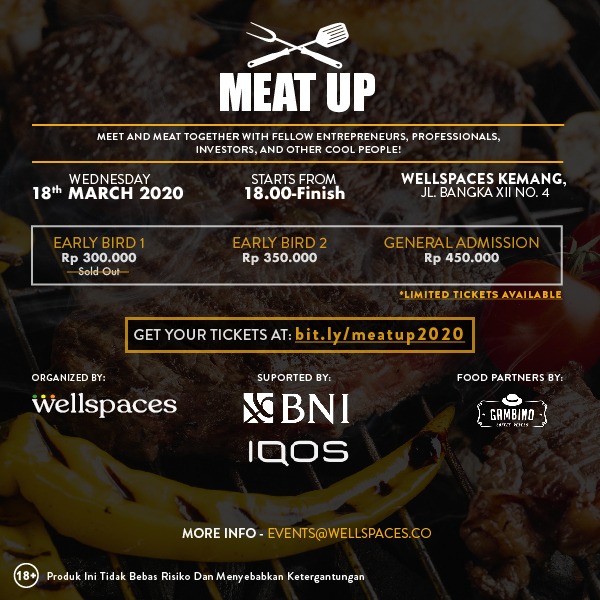 MEAT UP
MEET AND MEAT TOGETHER WITH FELLOW ENTREPRENEURS, PROFESSIONALS,
INVESTORS, AND OTHER COOL PEOPLE!
WEDNESDAY
18th MARCH 2020
STARTS FROM
18.00-Finish
WELLSPACES KEMANG,
JL. BANGKA XII NO. 4
EARLY BIRD 1
Rp 300.000
Sold Out
EARLY BIRD 2
Rp 350.000
GENERAL ADMISSION
Rp 450.000
*LIMITED TICKETS AVAILABLE
GET YOUR TICKETS AT: bit.ly/meatup2020
ORGANIZED BY:
wellspaces
SUPORTED BY:
BNI
IQOS
FOOD PARTNERS BY:
GAMBINO
MORE INFO - EVENTS@WELLSPACES.CO
18+ Produk Ini Tidak Bebas Risiko Dan Menyebabkan Ketergantungan